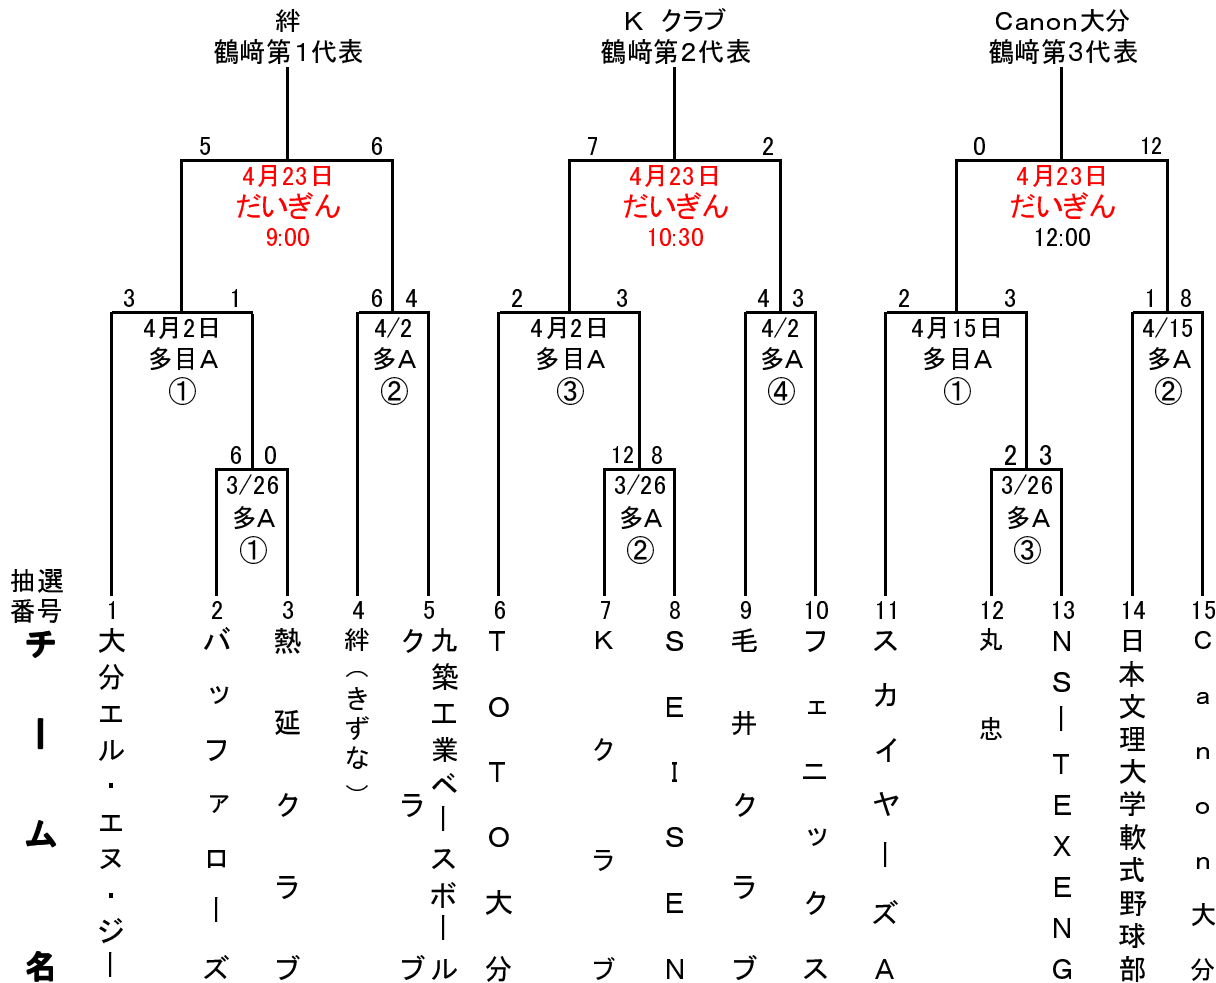 絆
鶴﨑第1代表
K クラブ
鶴﨑第2代表
Canon大分
鶴﨑第3代表
5 6
7 2
0 12
4月23日
だいぎん
9:00
4月23日
だいぎん
10:30
4月23日
だいぎん
12:00
3 1
6 4
2 3
4 3
2 3
1 8
4月2日
多目A
①
4/2
多A
②
4月2日
多目A
③
4/2
多A
④
4月15日
多目A
①
4/15
多A
②
6 0
12 8
2 3
3/26
多A
①
3/26
多A
②
3/26
多A
③
抽選
番号
1 2 3 4 5 6 7 8 9 10 11 12 13 14 15
チーム名
大分エル・エヌ・ジー
バッファローズ
熱延クラブ
絆(きずな)
九築工業ベースボール
クラブ
TOTO大分
Kクラブ
SEISEN
毛井クラブ
フェニックス
スカイヤーズA
丸忠
NSーTEXENG
日本文理大学軟式野球部
Canon大分